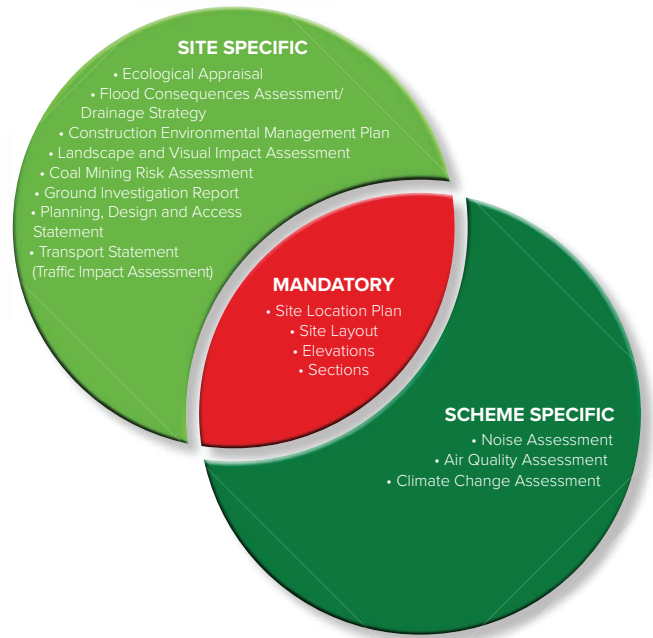 SITE SPECIFIC
• Ecological Appraisal
• Flood Consequences Assessment/
Drainage Strategy
• Construction Environmental Management Plan
• Landscape and Visual Impact Assessment
• Coal Mining Risk Assessment
• Ground Investigation Report
• Planning, Design and Access
Statement
• Transport Statement
(Traffic Impact Assessment)
MANDATORY
• Site Location Plan
• Site Layout
• Elevations
• Sections
SCHEME SPECIFIC
• Noise Assessment
• Air Quality Assessment
• Climate Change Assessment